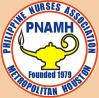 PHILIPPINE NURSES ASSOCIATION
PNAMH
Founded 1979
METROPOLITAN HOUSTON